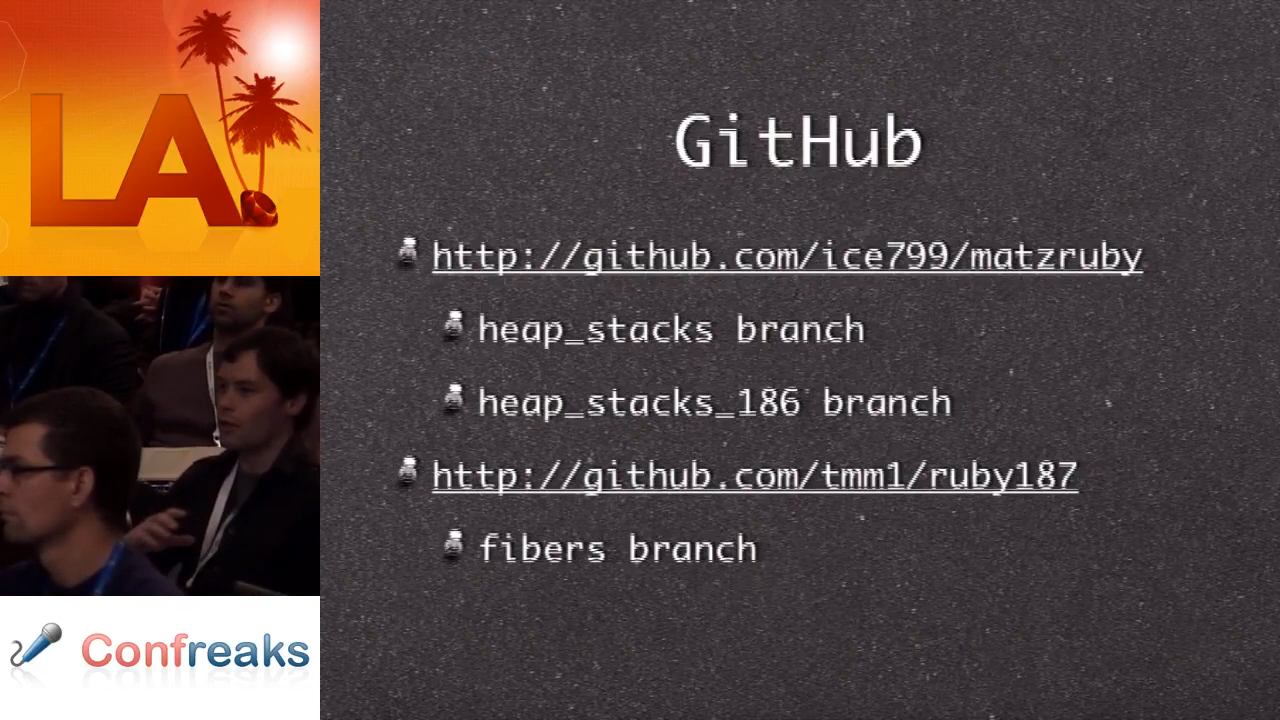 LA.
Confreaks
GitHub
http://github.com/ice799/matzruby
heap_stacks branch
heap_stacks_186 branch
http://github.com/tmm1/ruby187
fibers branch